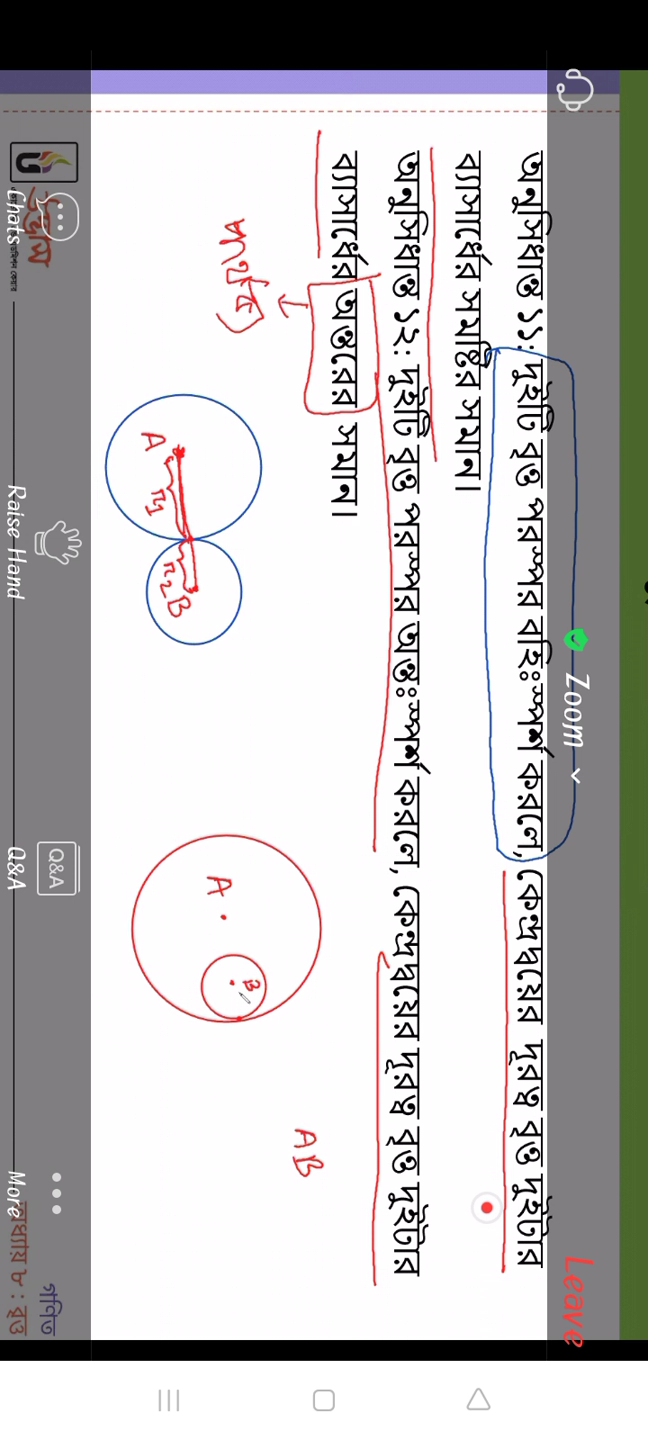 Zoom
Leave
অনুসিধান্ত ১১: দুইটি বৃত্ত পরস্পর বহিঃস্পর্শ করলে, কেন্দ্রদ্বয়ের দূরত্ব বৃত্ত দুইটার
ব্যাসার্ধের সমষ্টির সমান।
অনুসিধান্ত ১২: দুইটি বৃত্ত পরস্পর অন্তঃস্পর্শ করলে, কেন্দ্রদ্বয়ের দূরত্ব বৃত্ত দুইটার
ব্যাসার্ধের অন্তরের সমান।
পার্থক্য
A
r1
r2
B
A
B
AB
উদ্ভাস
Chats
Raise Hand
Q&A
Q&A
More
গণিত
অধ্যায় ৮ : বৃত্ত